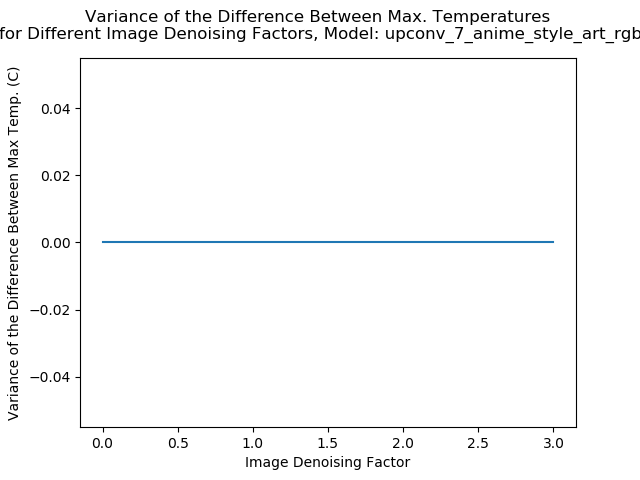 Variance of the Difference Between Max. Temperatures
for Different Image Denoising Factors, Model: upconv_7_anime_style_art_rgb
Variance of the Difference Between Max Temp. (C)
0.04
0.02
0.00
−0.02
−0.04
0.0 0.5 1.0 1.5 2.0 2.5 3.0
Image Denoising Factor